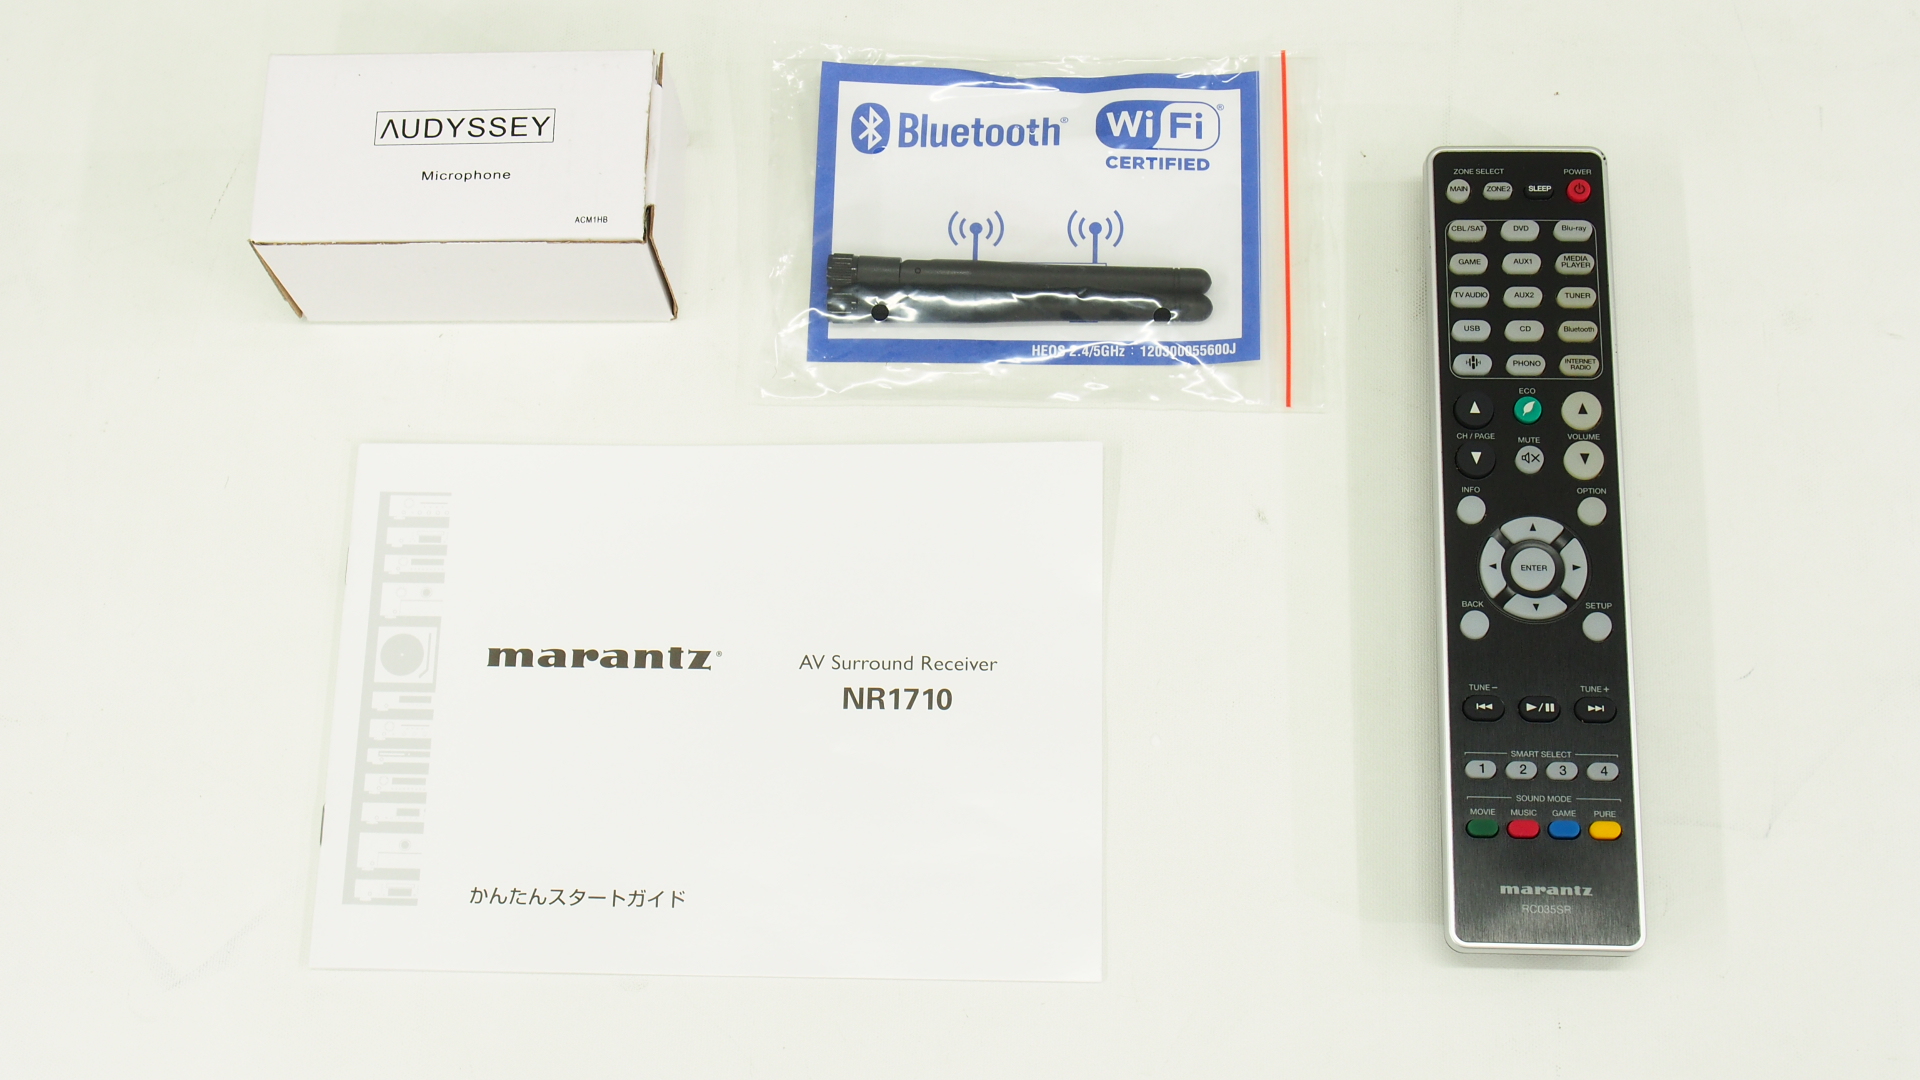 AUDYSSEY
Microphone
ACM1HB
Bluetooth®
Wi Fi®
CERTIFIED
HEOS 2.4/5GHz : 120300055600J
marantz®
AV Surround Receiver
NR1710
かんたんスタートガイド
ZONE SELECT POWER
MAIN ZONE2 SLEEP
CBL/SAT DVD Blu-ray
GAME AUX1 MEDIA PLAYER
TV AUDIO AUX2 TUNER
USB CD Bluetooth
PHONO INTERNET RADIO
ECO
CH / PAGE MUTE VOLUME
INFO OPTION
ENTER
BACK SETUP
TUNE - TUNE +
SMART SELECT
1 2 3 4
SOUND MODE
MOVIE MUSIC GAME PURE
marantz
RC035SR